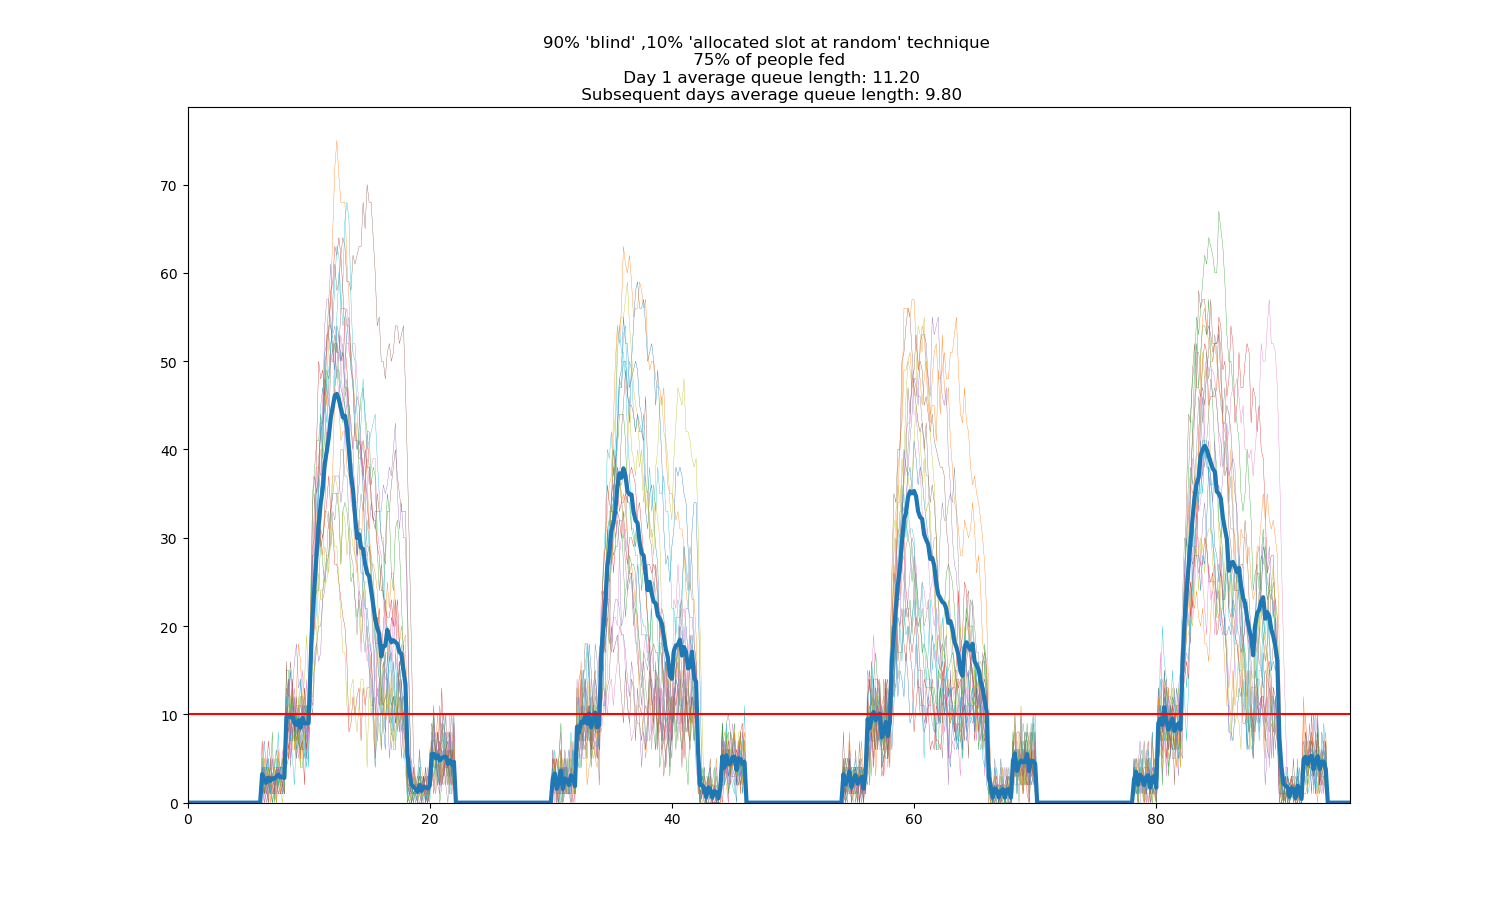 90% 'blind' ,10% 'allocated slot at random' technique
75% of people fed
Day 1 average queue length: 11.20
Subsequent days average queue length: 9.80
70
60
50
40
30
20
10
0
0 20 40 60 80